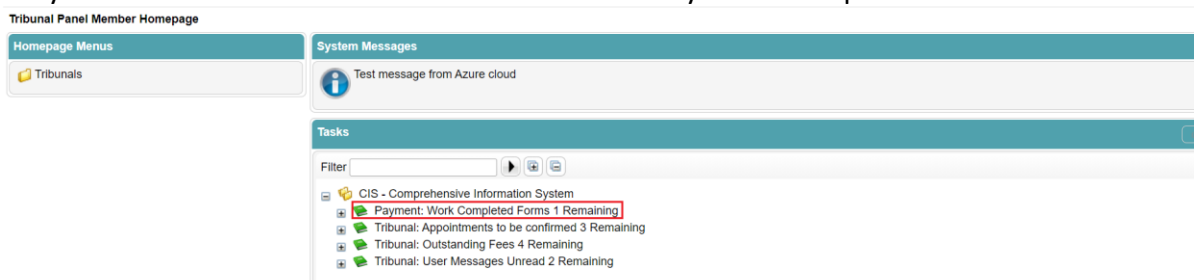 Tribunal Panel Member Homepage
Homepage Menus
Tribunals
System Messages
Test message from Azure cloud
Tasks
Filter
CIS - Comprehensive Information System
Payment: Work Completed Forms 1 Remaining
Tribunal: Appointments to be confirmed 3 Remaining
Tribunal: Outstanding Fees 4 Remaining
Tribunal: User Messages Unread 2 Remaining